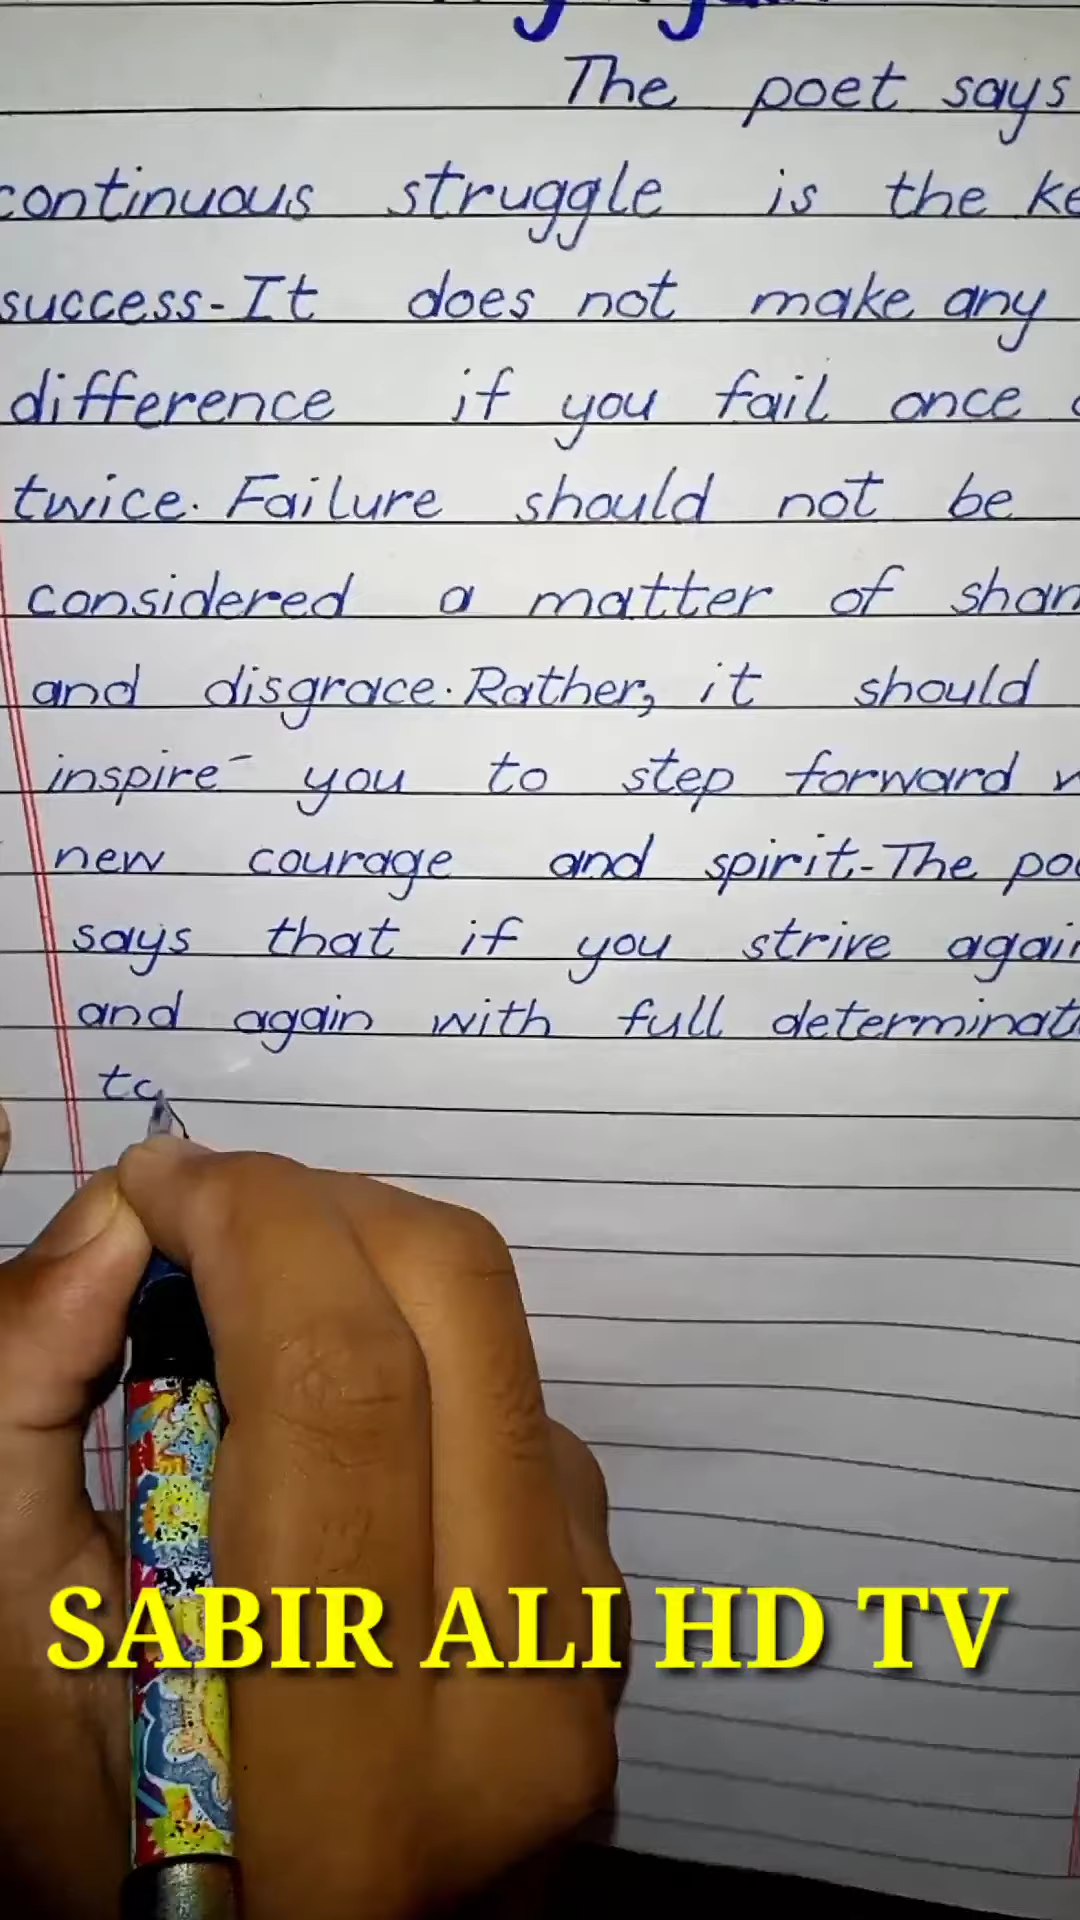 The poet says
continuous struggle is the
success-It does not make any
difference if you fail once
twice. Failure should not be
considered a matter of
and disgrace. Rather, it should
inspire- you to step forward
new courage and spirit-The
says that if you strive
and again with full
SABIR ALI HD TV